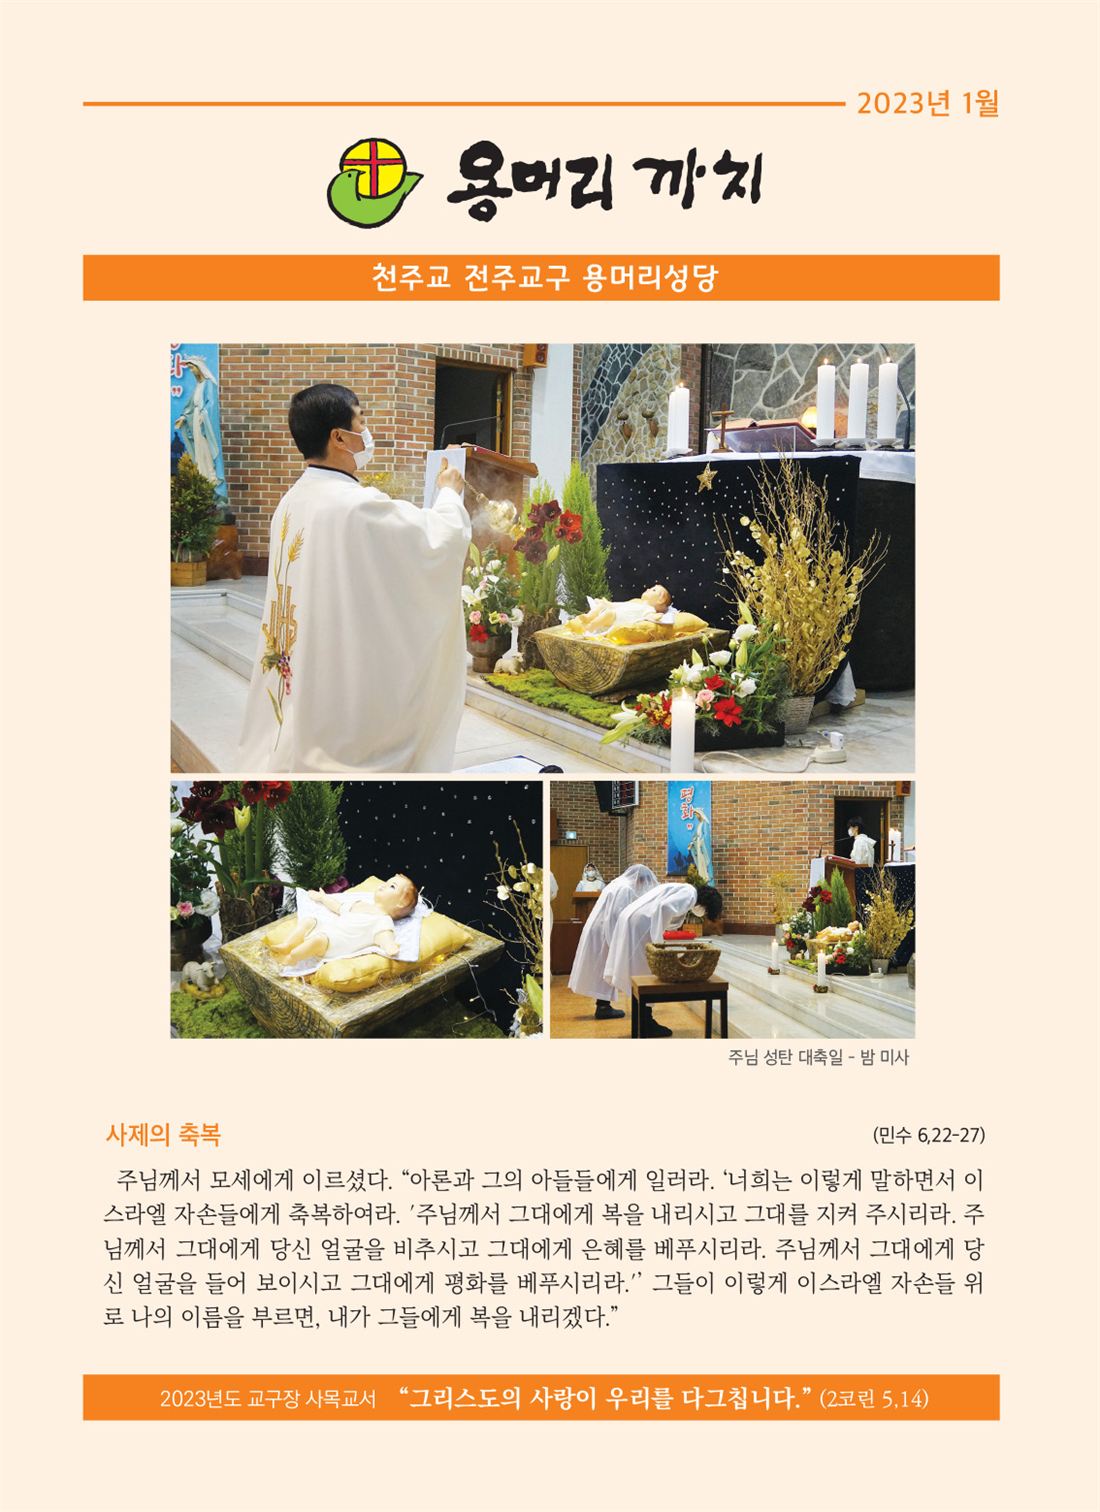 2023년 1월
용머리 까치
천주교 전주교구 용머리성당
평화
주님 성탄 대축일 - 밤 미사
사제의 축복 (민수 6,22-27)
주님께서 모세에게 이르셨다. “아론과 그의 아들들에게 일러라. ‘너희는 이렇게 말하면서 이
스라엘 자손들에게 축복하여라. ′주님께서 그대에게 복을 내리시고 그대를 지켜 주시리라. 주
님께서 그대에게 당신 얼굴을 비추시고 그대에게 은혜를 베푸시리라. 주님께서 그대에게 당
신 얼굴을 들어 보이시고 그대에게 평화를 베푸시리라.′’ 그들이 이렇게 이스라엘 자손들 위
로 나의 이름을 부르면, 내가 그들에게 복을 내리겠다.”
2023년도 교구장 사목교서 “그리스도의 사랑이 우리를 다그칩니다.” (2코린 5,14)